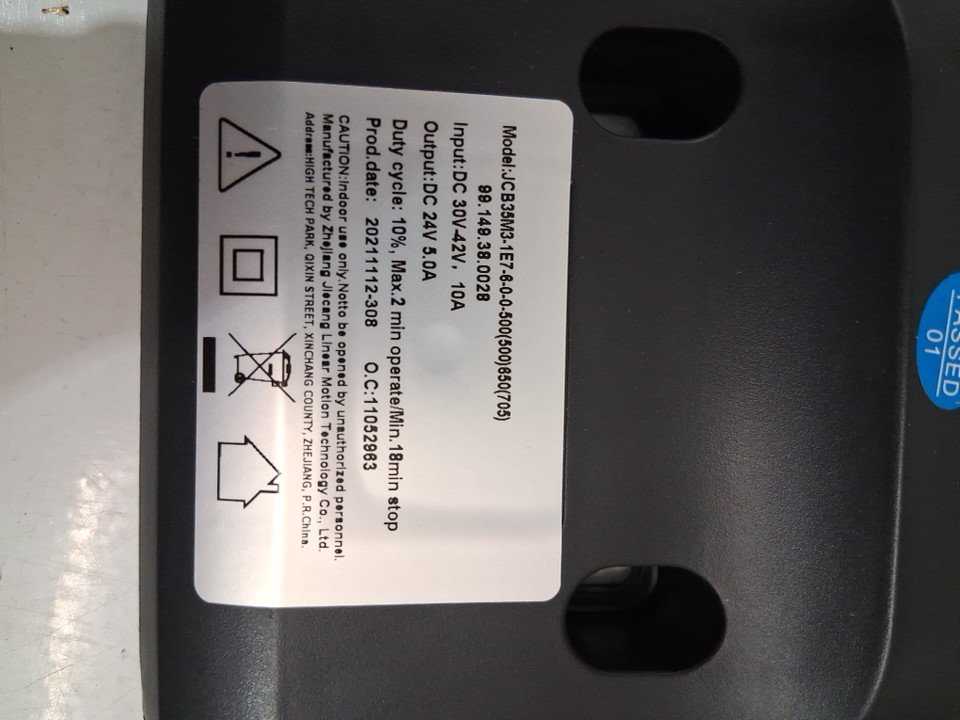 Model:JCB35M3-1E7-6-0-0-500(500)650(705)
99.149.38.0028
Input:DC 30V-42V, 10A
Output:DC 24V 5.0A
Duty cycle: 10%, Max.2 min operate/Min.18min stop
Prod.date: 20211112-308 O.C:11052963
CAUTION:Indoor use only.Notto be opened by unauthorized personnel.
Manufactured by Zhejiang Jiecang Linear Motion Technology Co., Ltd.
Address:HIGH TECH PARK, QIXIN STREET, XINCHANG COUNTY, ZHEJIANG, P.R.China.
PASSED
01